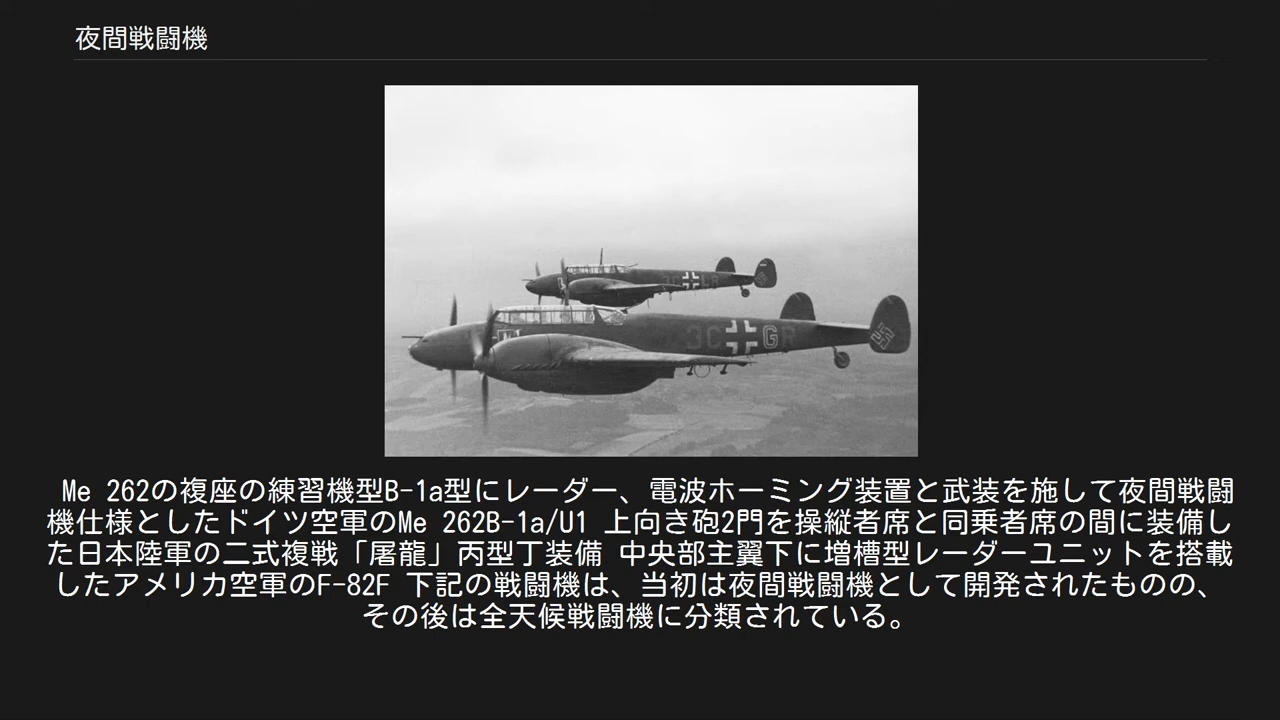 夜間戦闘機
3C GR
Me 262の複座の練習機型B-1a型にレーダー、電波ホーミング装置と武装を施して夜間戦闘
機仕様としたドイツ空軍のMe 262B-1a/U1 上向き砲2門を操縦者席と同乗者席の間に装備し
た日本陸軍の二式複戦「屠龍」丙型丁装備 中央部主翼下に増槽型レーダーユニットを搭載
したアメリカ空軍のF-82F 下記の戦闘機は、当初は夜間戦闘機として開発されたものの、
その後は全天候戦闘機に分類されている。